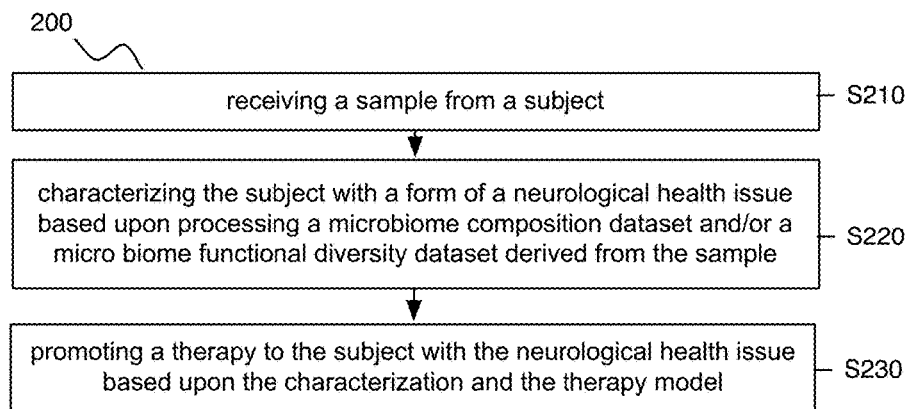 200
receiving a sample from a subject
S210
characterizing the subject with a form of a neurological health issue
based upon processing a microbiome composition dataset and/or a
micro biome functional diversity dataset derived from the sample
S220
promoting a therapy to the subject with the neurological health issue
based upon the characterization and the therapy model
S230